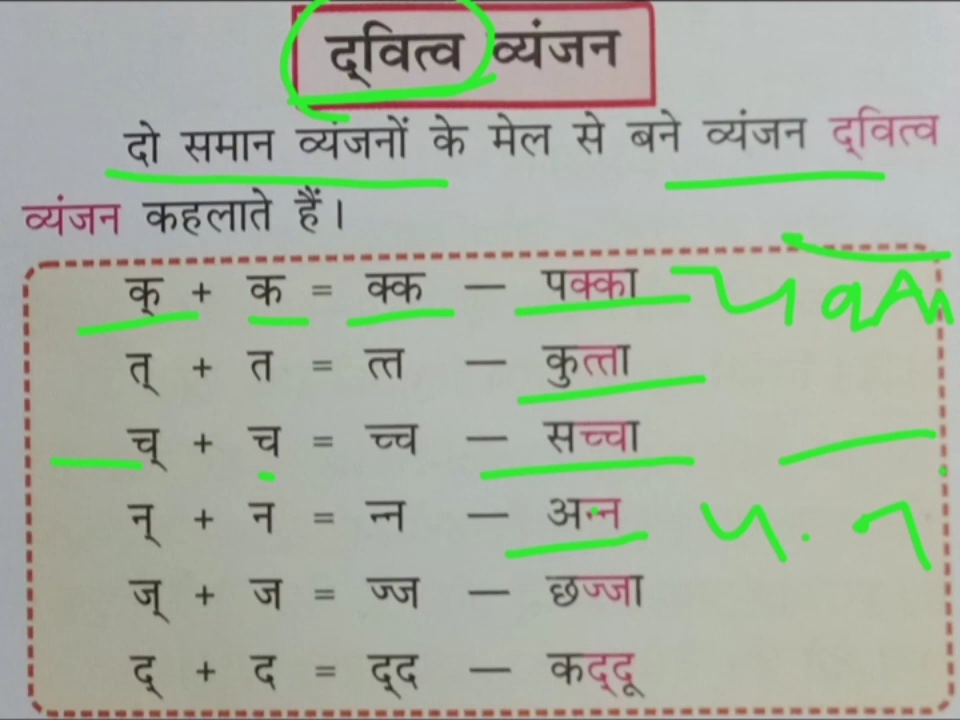 द्‌वित्व व्यंजन
दो समान व्यंजनों के मेल से बने व्यंजन द्‌वित्व
व्यंजन कहलाते हैं।
क् + क = क्क — पक्का
त् + त = त्त — कुत्ता
च् + च = च्च — सच्चा
न् + न = न्न — अन्न
ज् + ज = ज्ज — छज्जा
द् + द = द्‌द — कद्‌दू